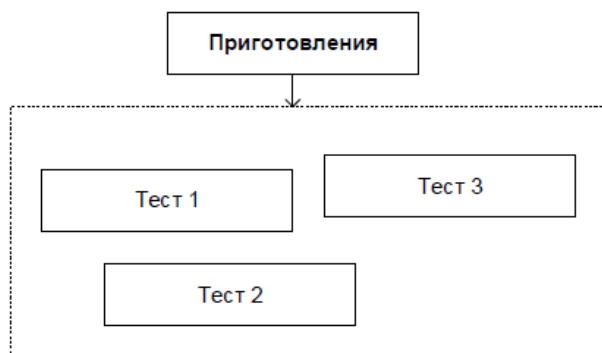 Приготовления
Тест 1
Тест 3
Тест 2